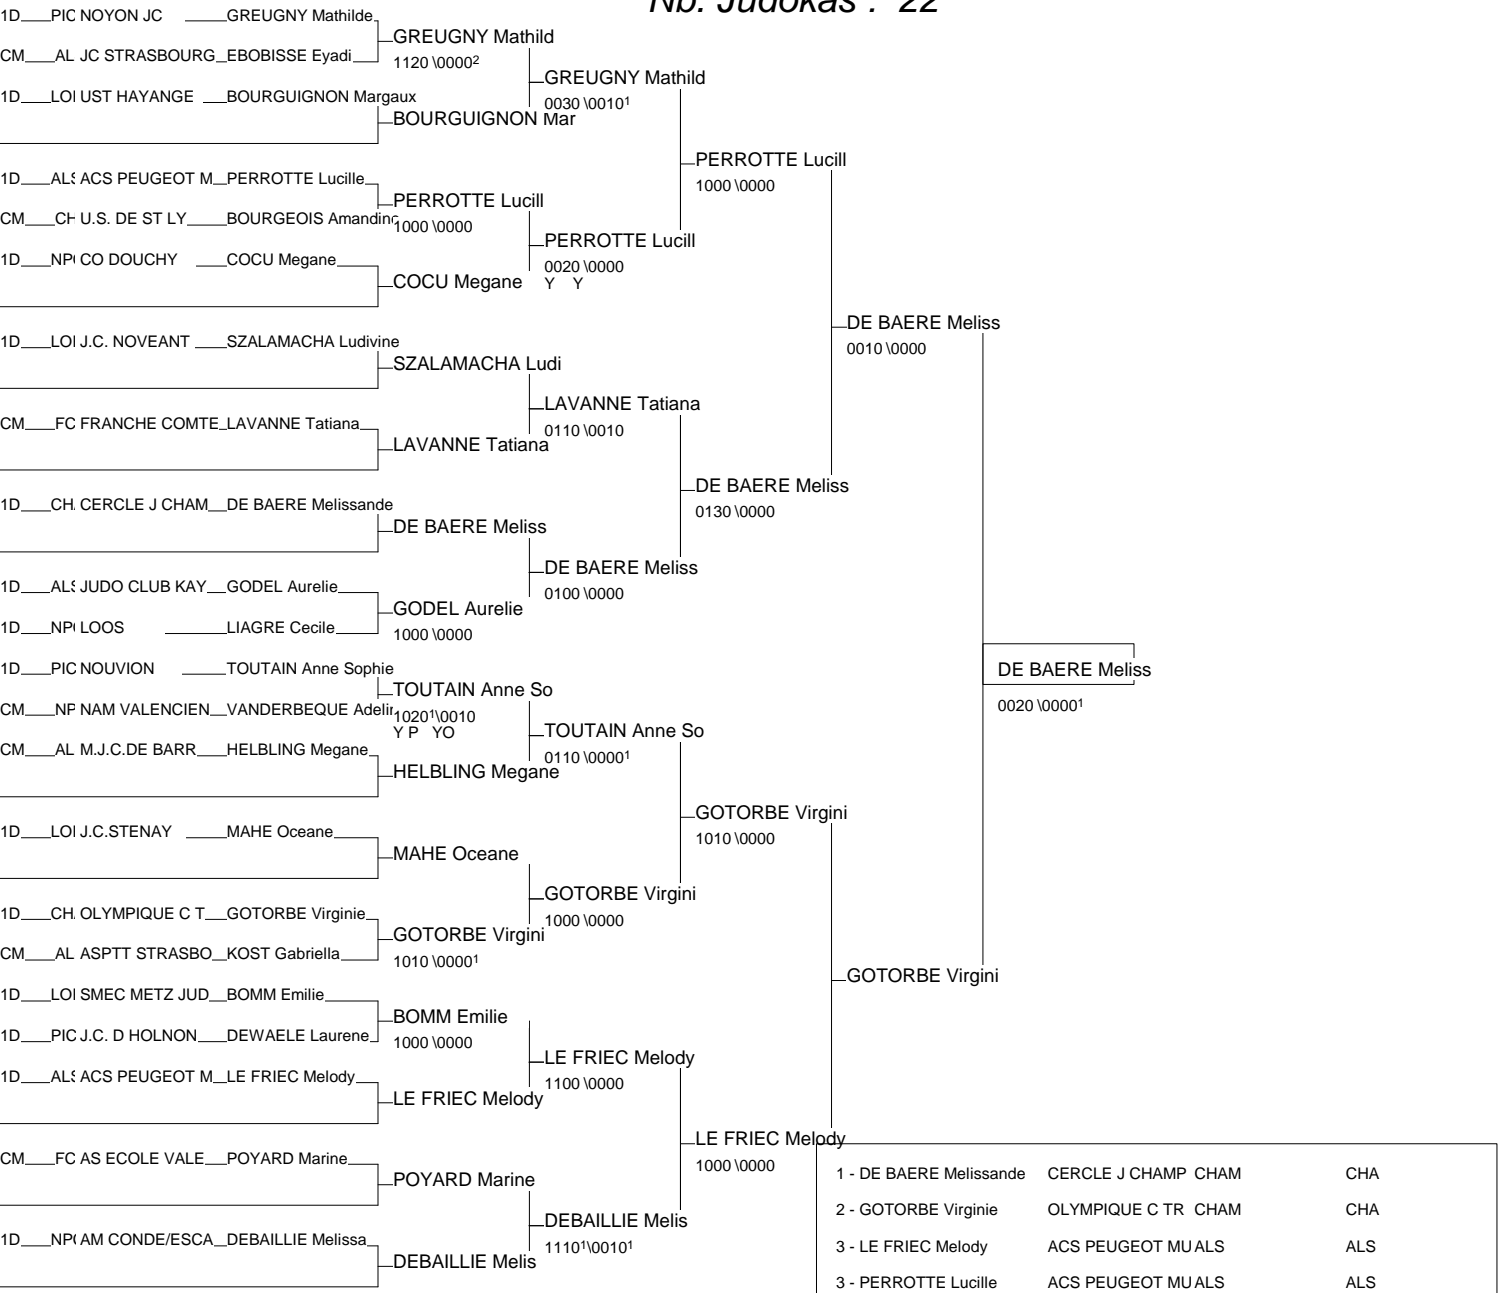 Nb. Judokas : 22
1D PIC NOYON JC GREUGNY Mathilde
GREUGNY Mathild
CM AL JC STRASBOURG EBOBISSE Eyadi
1120 \0000²
GREUGNY Mathild
0030 \0010¹
1D LOI UST HAYANGE BOURGUIGNON Margaux
BOURGUIGNON Mar
PERROTTE Lucill
1000 \0000
1D ALS ACS PEUGEOT M PERROTTE Lucille
PERROTTE Lucill
CM CH U.S. DE ST LY BOURGEOIS Amandine
1000 \0000
PERROTTE Lucill
0020 \0000
Y Y
1D NP( CO DOUCHY COCU Megane
COCU Megane
DE BAERE Meliss
0010 \0000
1D LOI J.C. NOVEANT SZALAMACHA Ludivine
SZALAMACHA Ludi
LAVANNE Tatiana
0110 \0010
CM FC FRANCHE COMTE LAVANNE Tatiana
LAVANNE Tatiana
DE BAERE Meliss
0130 \0000
1D CH. CERCLE J CHAM DE BAERE Melissande
DE BAERE Meliss
DE BAERE Meliss
0100 \0000
1D ALS JUDO CLUB KAY GODEL Aurelie
GODEL Aurelie
1D NP( LOOS LIAGRE Cecile
1000 \0000
DE BAERE Meliss
0020 \0000¹
1D PIC NOUVION TOUTAIN Anne Sophie
TOUTAIN Anne So
CM NP NAM VALENCIEN VANDERBEQUE Adelin
1020¹\0010
Y P YO
TOUTAIN Anne So
0110 \0000¹
CM AL M.J.C.DE BARR HELBLING Megane
HELBLING Megane
GOTORBE Virgini
1010 \0000
1D LOI J.C.STENAY MAHE Oceane
MAHE Oceane
GOTORBE Virgini
1000 \0000
1D CH. OLYMPIQUE C T GOTORBE Virginie
GOTORBE Virgini
CM AL ASPTT STRASBO KOST Gabriella
1010 \0000¹
GOTORBE Virgini
1D LOI SMEC METZ JUD BOMM Emilie
BOMM Emilie
1D PIC J.C. D HOLNON DEWAELE Laurene
1000 \0000
LE FRIEC Melody
1100 \0000
1D ALS ACS PEUGEOT M LE FRIEC Melody
LE FRIEC Melody
LE FRIEC Melody
1000 \0000
CM FC AS ECOLE VALE POYARD Marine
POYARD Marine
DEBAILLIE Melis
1110¹\0010¹
1D NP( AM CONDE/ESCA DEBAILLIE Melissa
DEBAILLIE Melis
1 - DE BAERE Melissande CERCLE J CHAMP CHAM CHA
2 - GOTORBE Virginie OLYMPIQUE C TR CHAM CHA
3 - LE FRIEC Melody ACS PEUGEOT MU ALS ALS
3 - PERROTTE Lucille ACS PEUGEOT MU ALS ALS